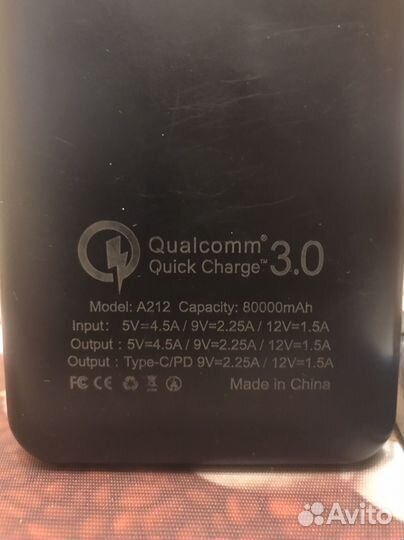 Qualcomm®
Quick Charge™ 3.0
Model: A212 Capacity: 80000mAh
Input: 5V=4.5A / 9V=2.25A / 12V=1.5A
Output : 5V=4.5A / 9V=2.25A / 12V=1.5A
Output : Type-C/PD 9V=2.25A / 12V=1.5A
FC CE Made in China
Avito